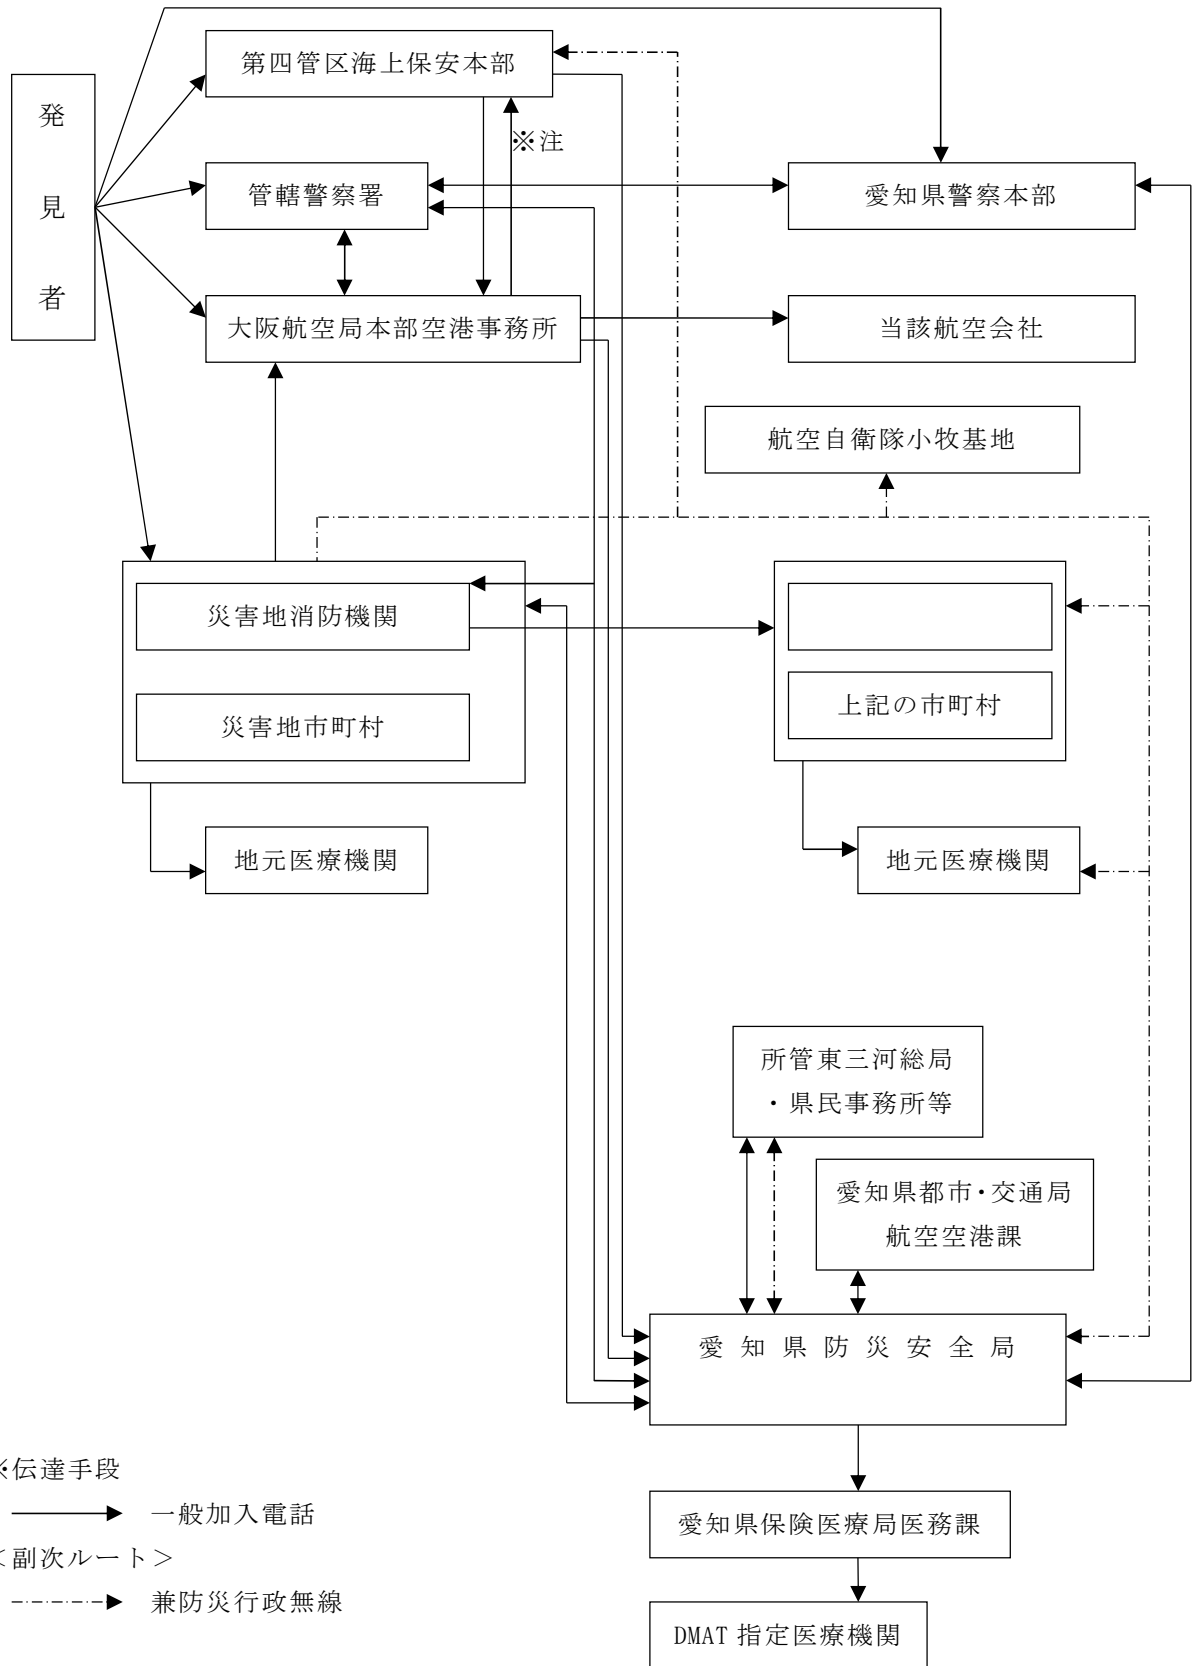 第四管区海上保安本部
発
見
者
※注
管轄警察署
愛知県警察本部
大阪航空局本部空港事務所
当該航空会社
航空自衛隊小牧基地
災害地消防機関
災害地市町村
上記の市町村
地元医療機関
地元医療機関
所管東三河総局
・県民事務所等
愛知県都市・交通局
航空空港課
愛知県防災安全局
※伝達手段
一般加入電話
<副次ルート>
兼防災行政無線
愛知県保険医療局医務課
DMAT 指定医療機関